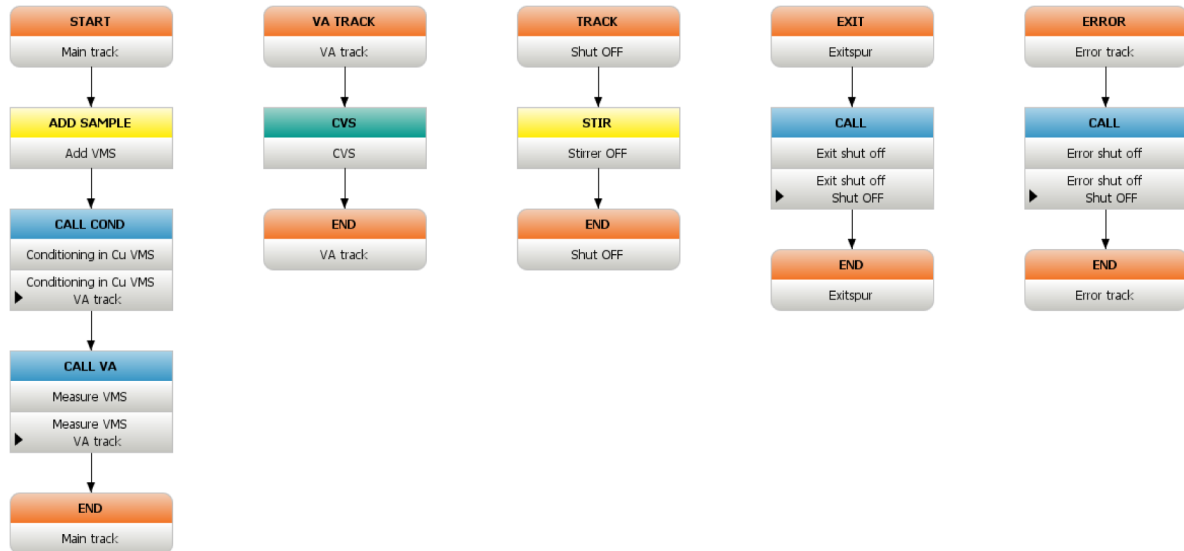 START
Main track
ADD SAMPLE
Add VMS
CALL COND
Conditioning in Cu VMS
Conditioning in Cu VMS
VA track
CALL VA
Measure VMS
Measure VMS
VA track
END
Main track
VA TRACK
VA track
CVS
CVS
END
VA track
TRACK
Shut OFF
STIR
Stirrer OFF
END
Shut OFF
EXIT
Exitspur
CALL
Exit shut off
Exit shut off
Shut OFF
END
Exitspur
ERROR
Error track
CALL
Error shut off
Error shut off
Shut OFF
END
Error track